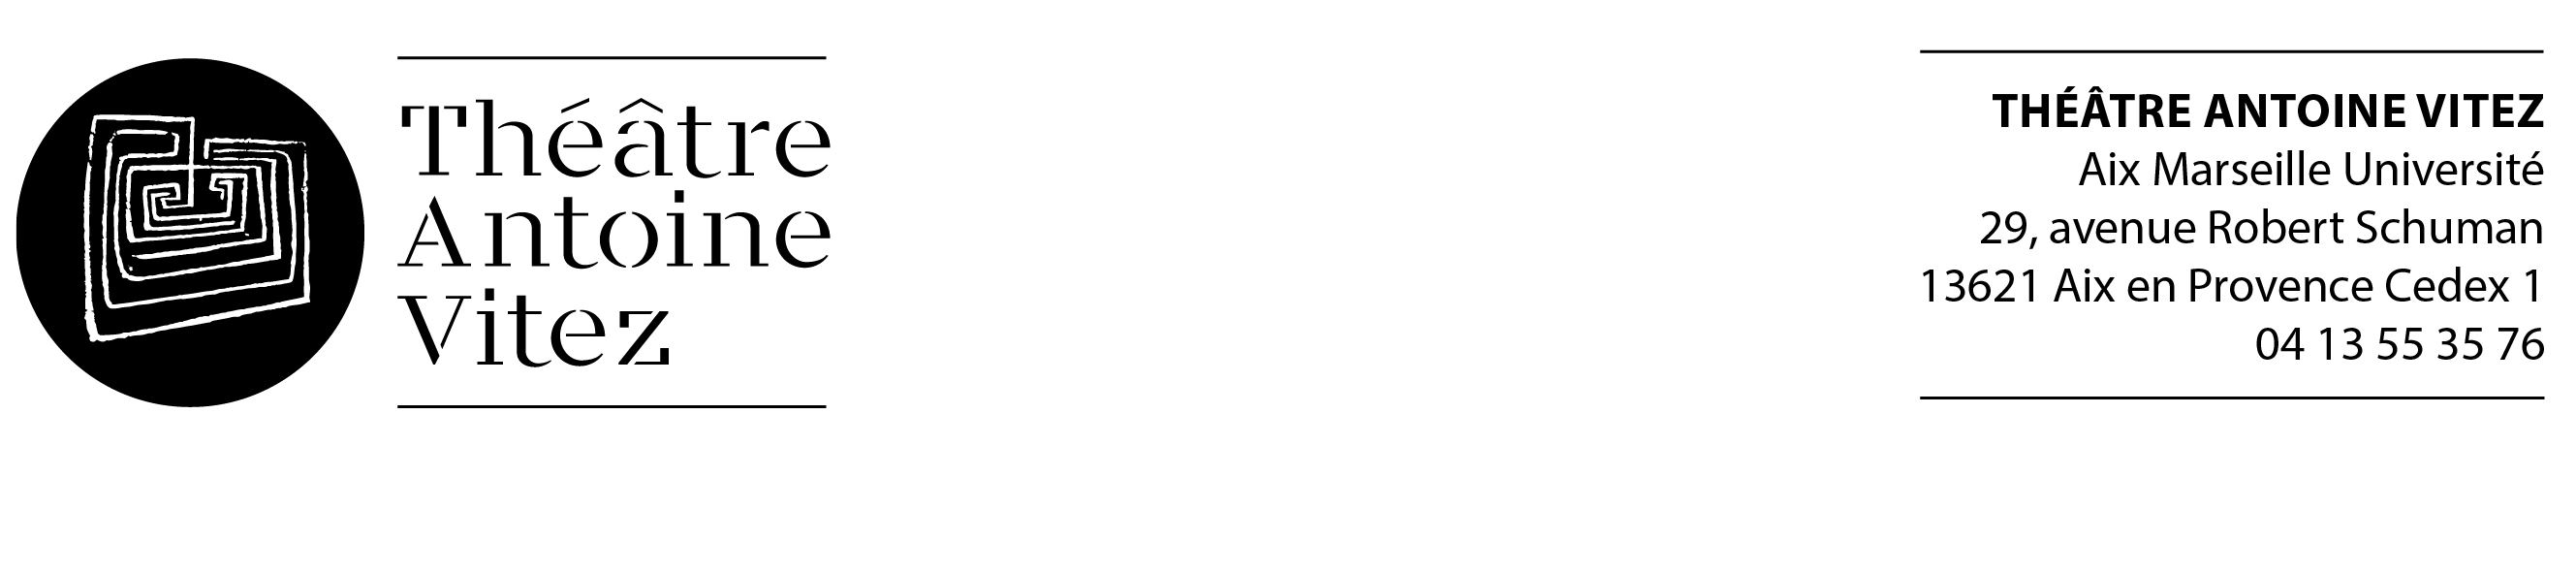 Théâtre
Antoine
Vitez
THÉÂTRE ANTOINE VITEZ
Aix Marseille Université
29, avenue Robert Schuman
13621 Aix en Provence Cedex 1
04 13 55 35 76